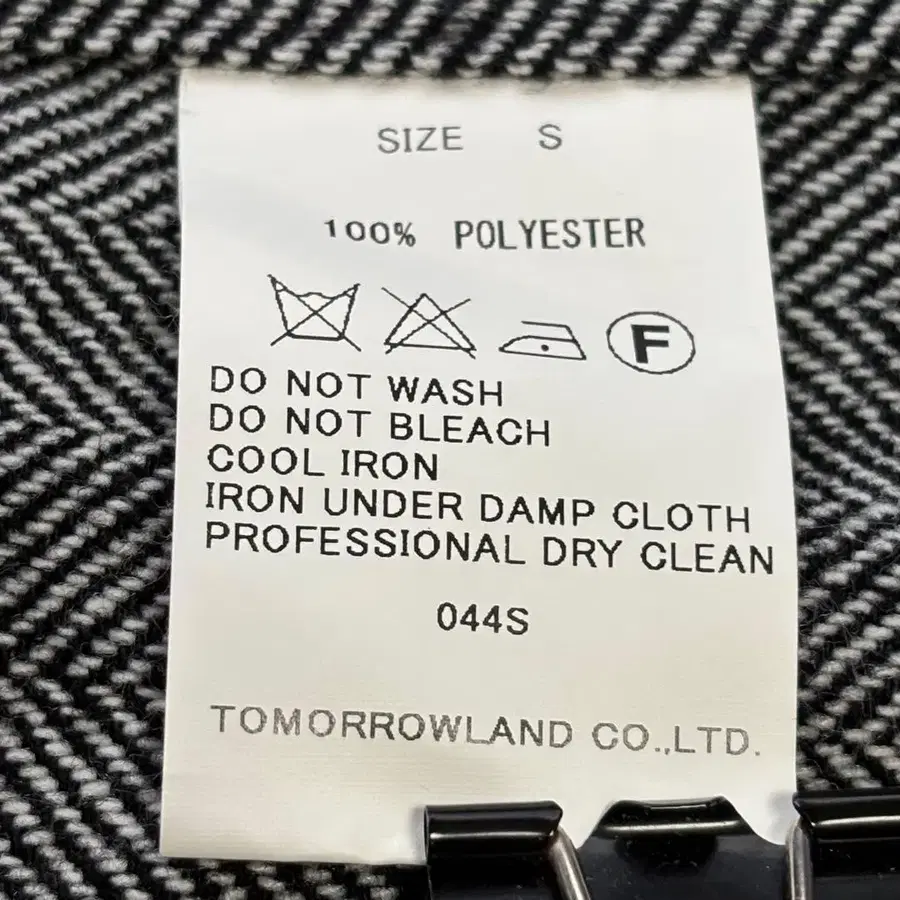 SIZE S
100% POLYESTER
F
DO NOT WASH
DO NOT BLEACH
COOL IRON
IRON UNDER DAMP CLOTH
PROFESSIONAL DRY CLEAN
044S
TOMORROWLAND CO.,LTD.